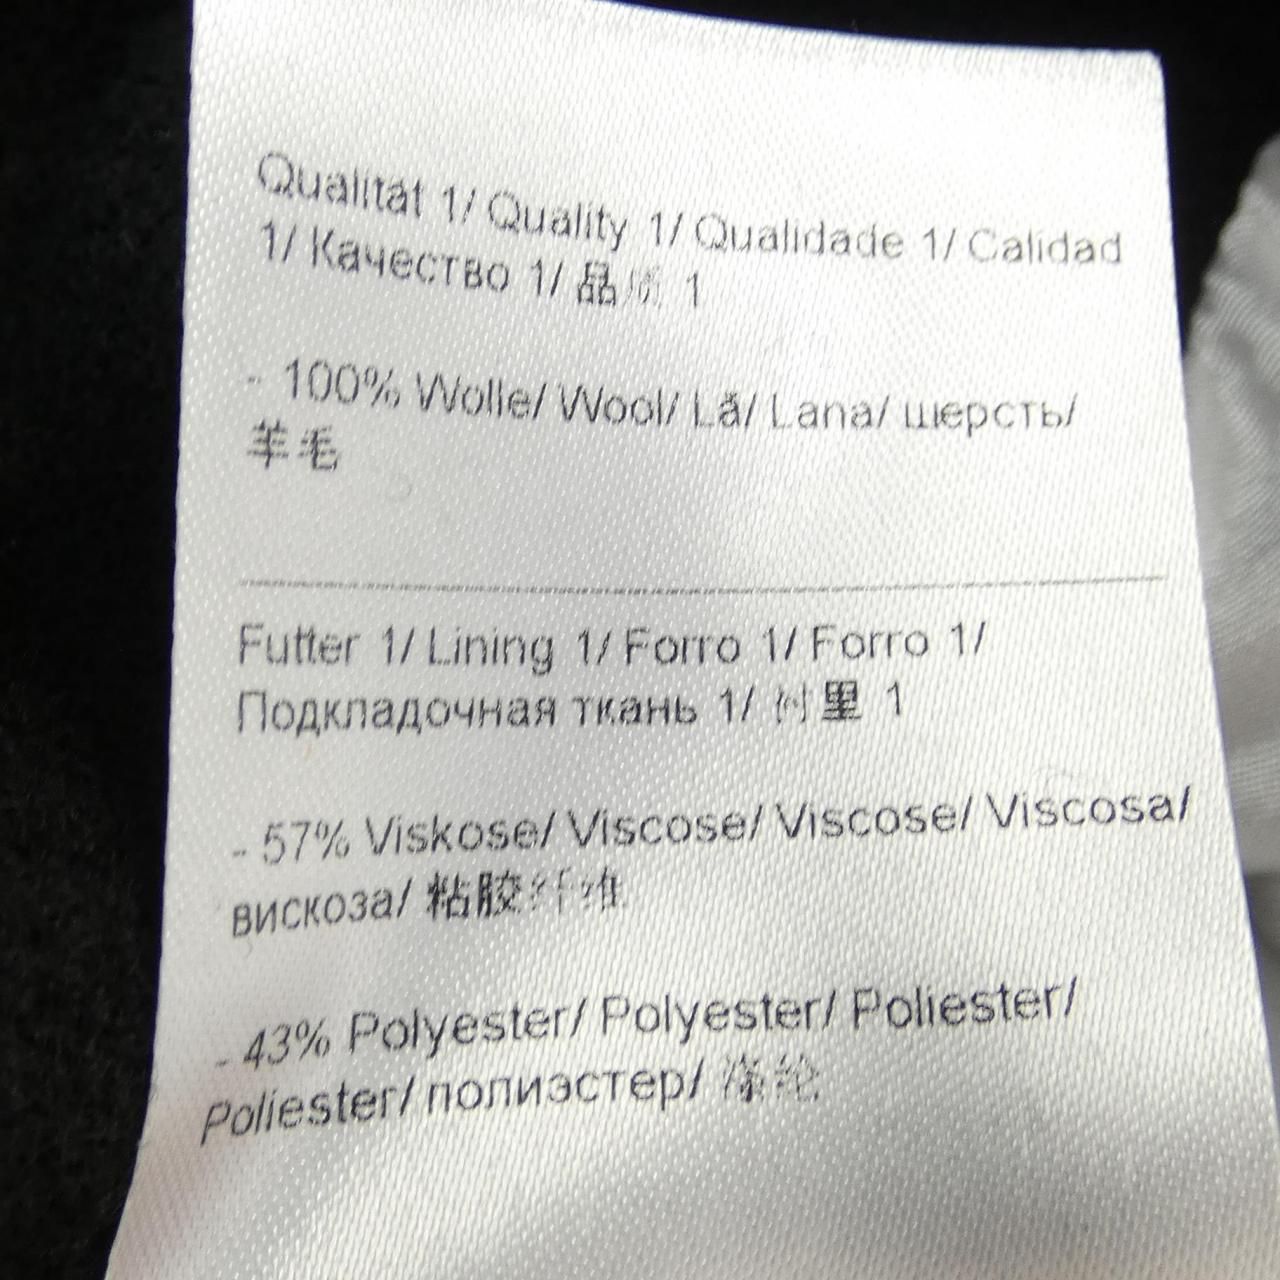 Qualität 1/ Quality 1/ Qualidade 1/ Calidad
1/ Качество 1/ 品质 1
- 100% Wolle/ Wool/ Lã/ Lana/ шерсть/
羊毛
Futter 1/ Lining 1/ Forro 1/ Forro 1/
Подкладочная ткань 1/ 衬里 1
- 57% Viskose/ Viscose/ Viscose/ Viscosa/
вискоза/ 粘胶纤维
- 43% Polyester/ Polyester/ Poliester/
Poliester/ полиэстер/ 涤纶